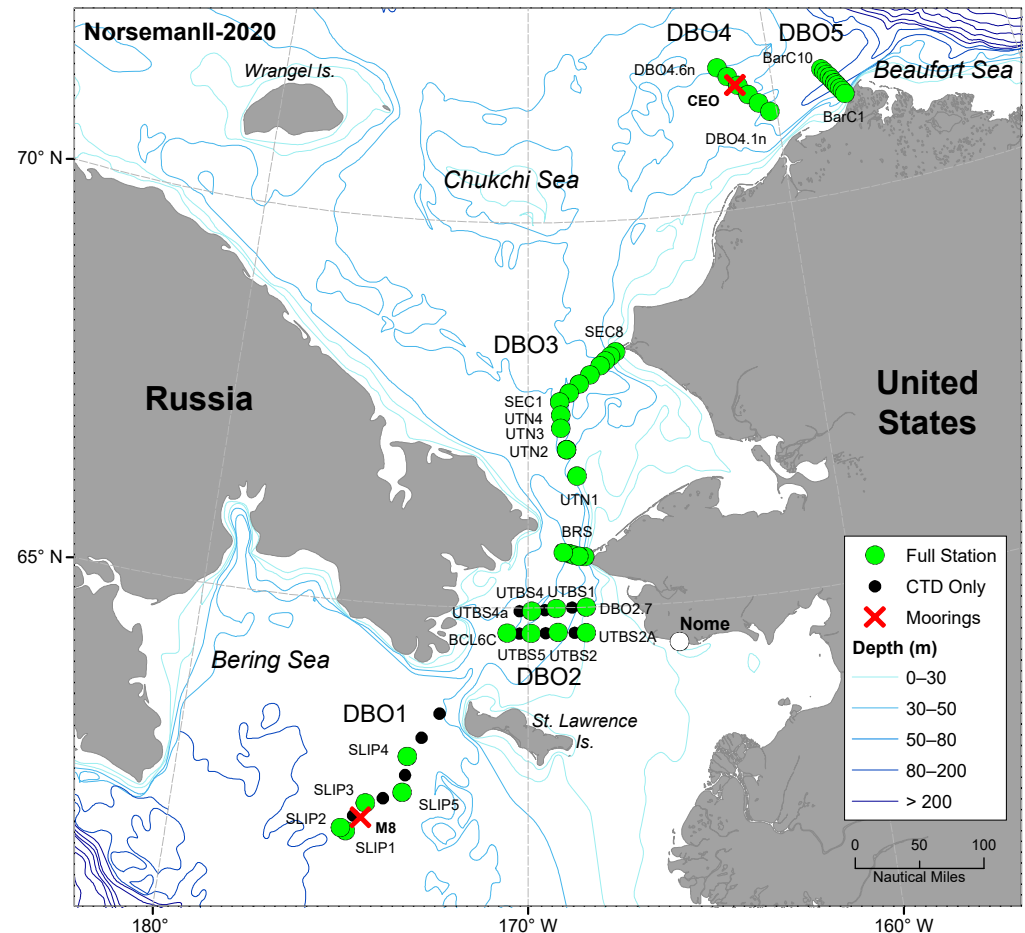 NorsemanII-2020
DBO4
DBO5
Wrangel Is.
DBO4.6n
BarC10
Beaufort Sea
CEO
BarC1
DBO4.1n
70° N
Chukchi Sea
SEC8
DBO3
Russia
United
States
SEC1
UTN4
UTN3
UTN2
UTN1
BRS
65° N
UTBS4
UTBS1
UTBS4a
DBO2.7
BCL6C
UTBS2A
Nome
UTBS5
UTBS2
Bering Sea
DBO2
DBO1
St. Lawrence
Is.
SLIP4
SLIP3
SLIP5
SLIP2
M8
SLIP1
Full Station
CTD Only
Moorings
Depth (m)
0–30
30–50
50–80
80–200
> 200
0 50 100
Nautical Miles
180°
170° W
160° W